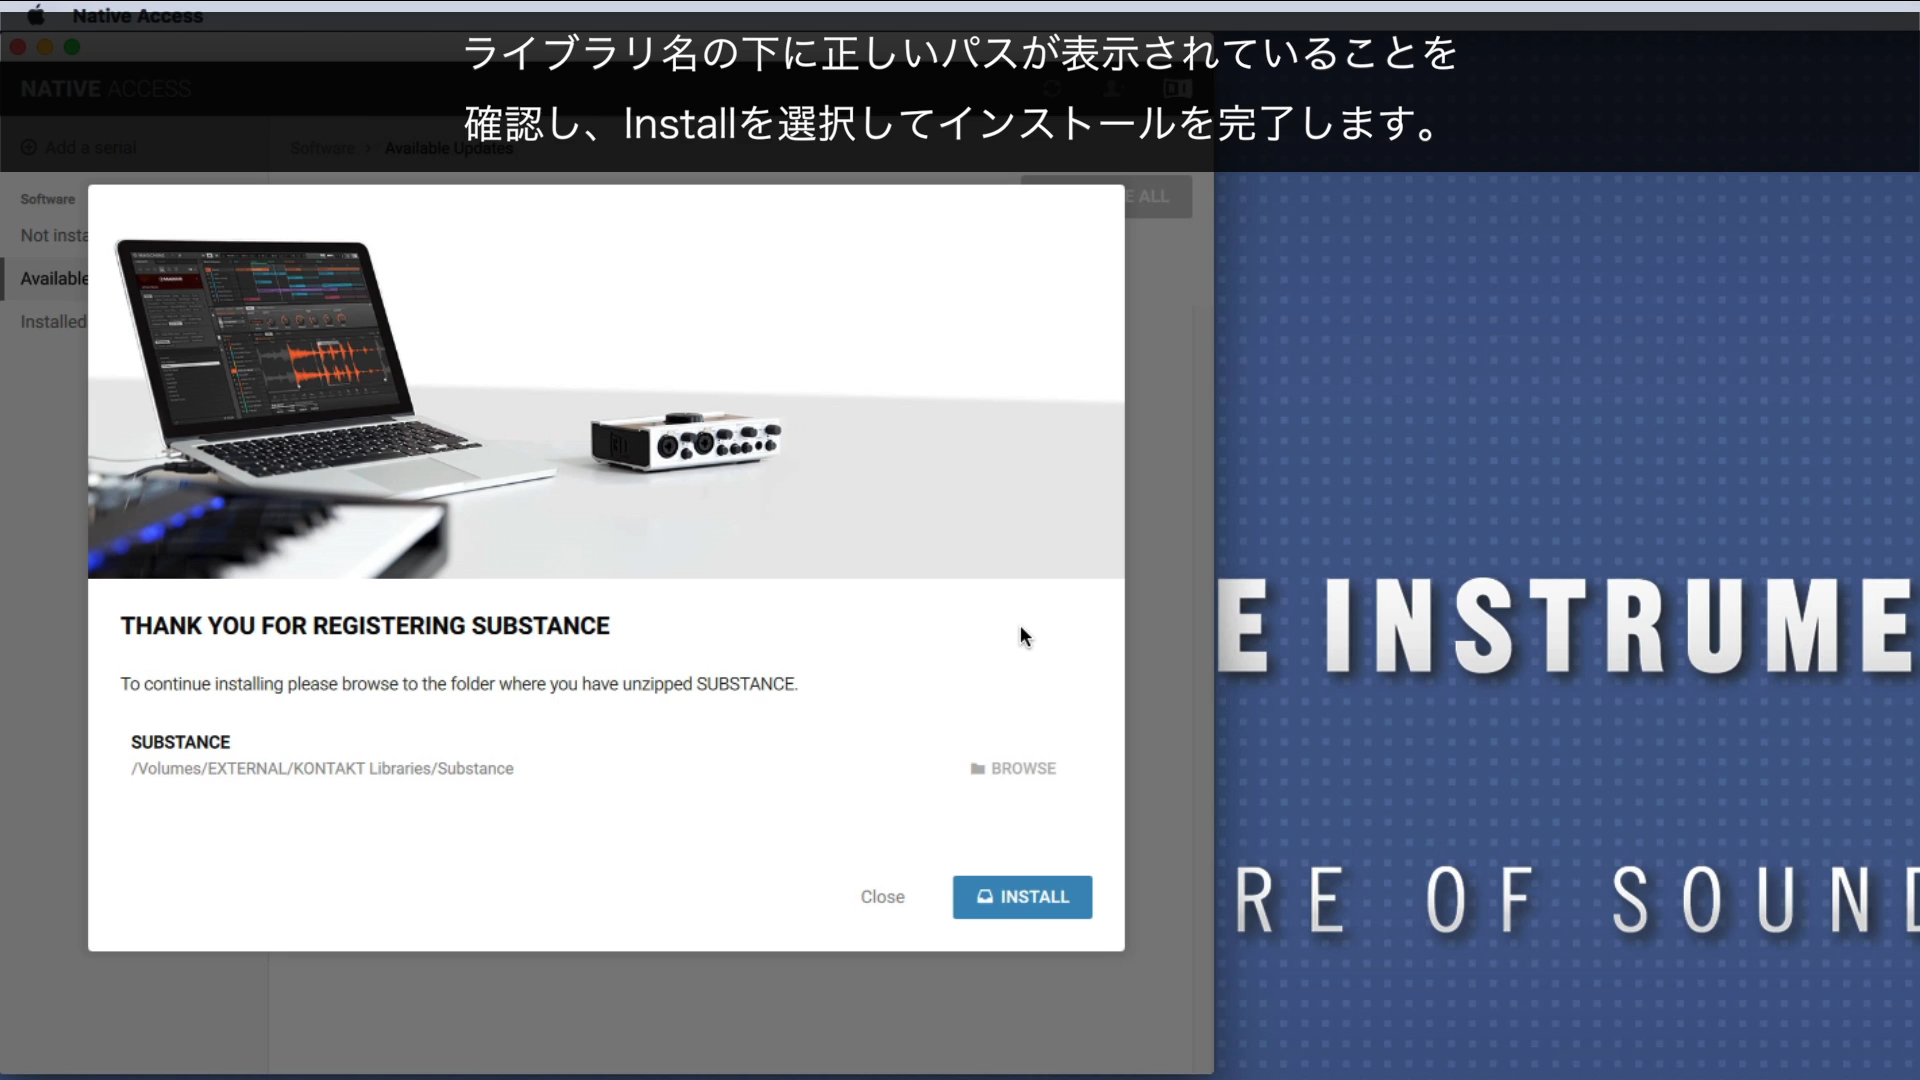 Native Access
ライブラリ名の下に正しいパスが表示されていることを
確認し、Installを選択してインストールを完了します。
NATIVE ACCESS
Add a serial
Software > Available Updates
Software
Not insta
Available
Installed
E ALL
THANK YOU FOR REGISTERING SUBSTANCE
To continue installing please browse to the folder where you have unzipped SUBSTANCE.
SUBSTANCE
/Volumes/EXTERNAL/KONTAKT Libraries/Substance
BROWSE
Close
INSTALL
E INSTRUME
RE OF SOUND